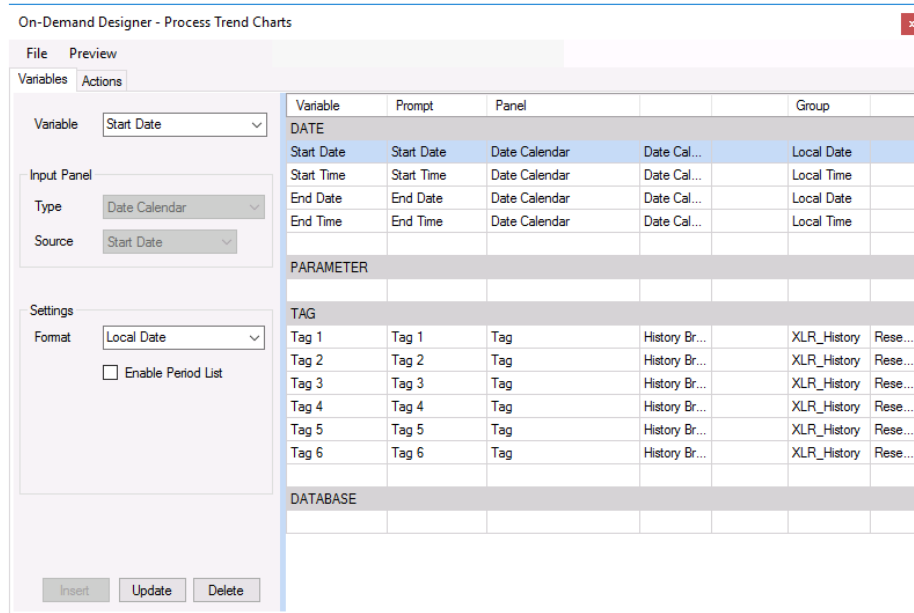 On-Demand Designer - Process Trend Charts
x
File Preview
Variables Actions
Variable Start Date
Input Panel
Type Date Calendar
Source Start Date
Settings
Format Local Date
Enable Period List
Insert Update Delete
Variable Prompt Panel Group
DATE
Start Date Start Date Date Calendar Date Cal... Local Date
Start Time Start Time Date Calendar Date Cal... Local Time
End Date End Date Date Calendar Date Cal... Local Date
End Time End Time Date Calendar Date Cal... Local Time
PARAMETER
TAG
Tag 1 Tag 1 Tag History Br... XLR_History Rese...
Tag 2 Tag 2 Tag History Br... XLR_History Rese...
Tag 3 Tag 3 Tag History Br... XLR_History Rese...
Tag 4 Tag 4 Tag History Br... XLR_History Rese...
Tag 5 Tag 5 Tag History Br... XLR_History Rese...
Tag 6 Tag 6 Tag History Br... XLR_History Rese...
DATABASE